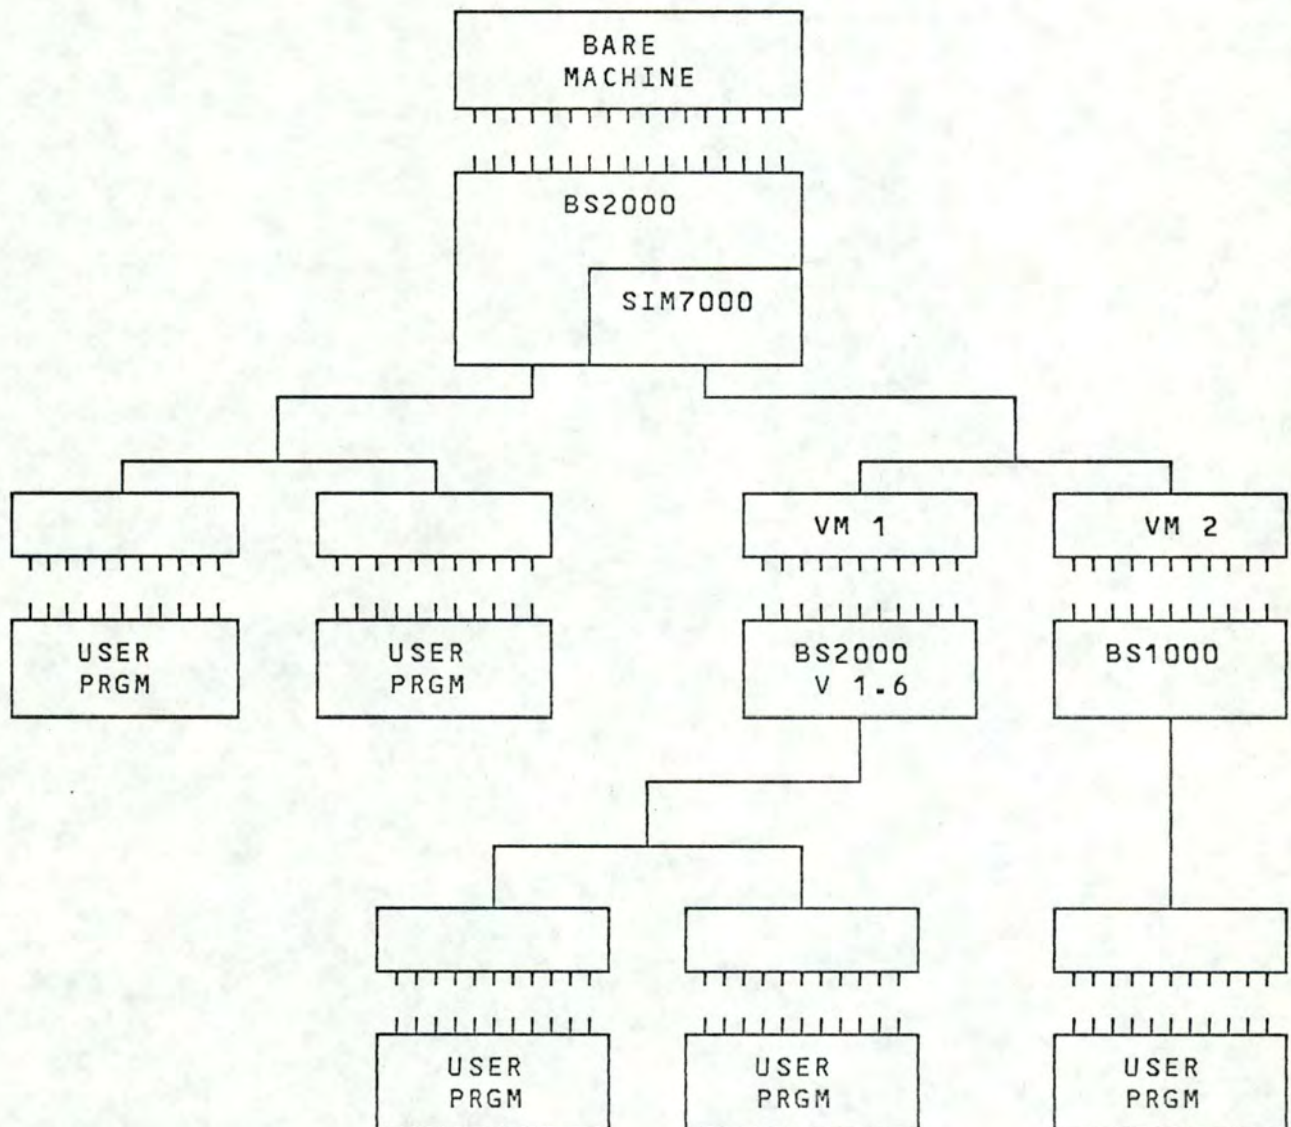 BARE
MACHINE
BS2000
SIM7000
VM 1
VM 2
USER
PRGM
USER
PRGM
BS2000
V 1.6
BS1000
USER
PRGM
USER
PRGM
USER
PRGM